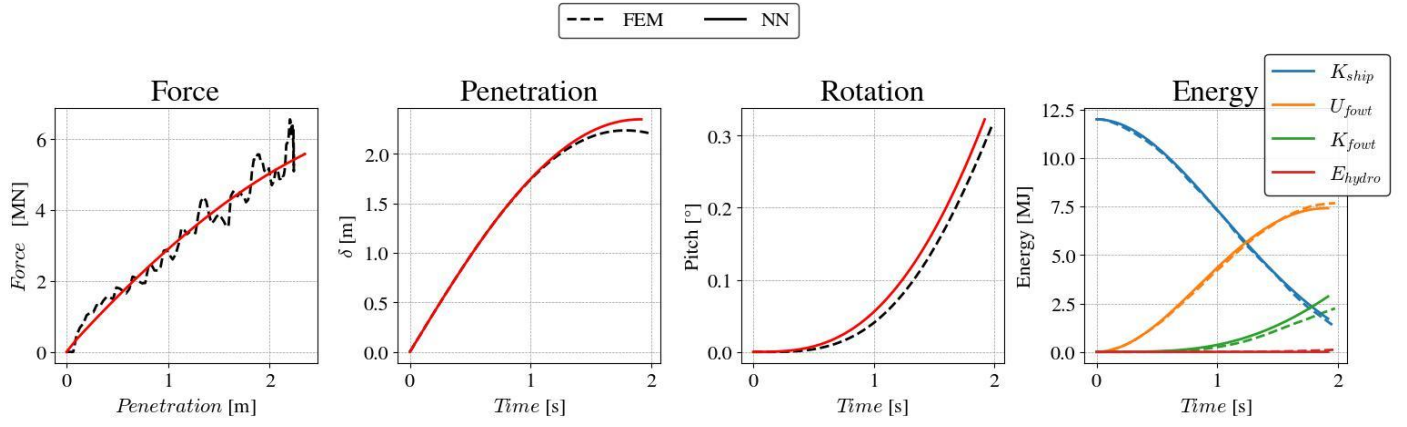 FEM NN
Force
6
4
2
0
Force [MN]
0 1 2
Penetration [m]
Penetration
2.0
1.5
1.0
0.5
0.0
δ [m]
0 1 2
Time [s]
Rotation
0.3
0.2
0.1
0.0
Pitch [°]
0 1 2
Time [s]
Energy
12.5
10.0
7.5
5.0
2.5
0.0
Energy [MJ]
0 1 2
Time [s]
K_ship
U_fowt
K_fowt
E_hydro